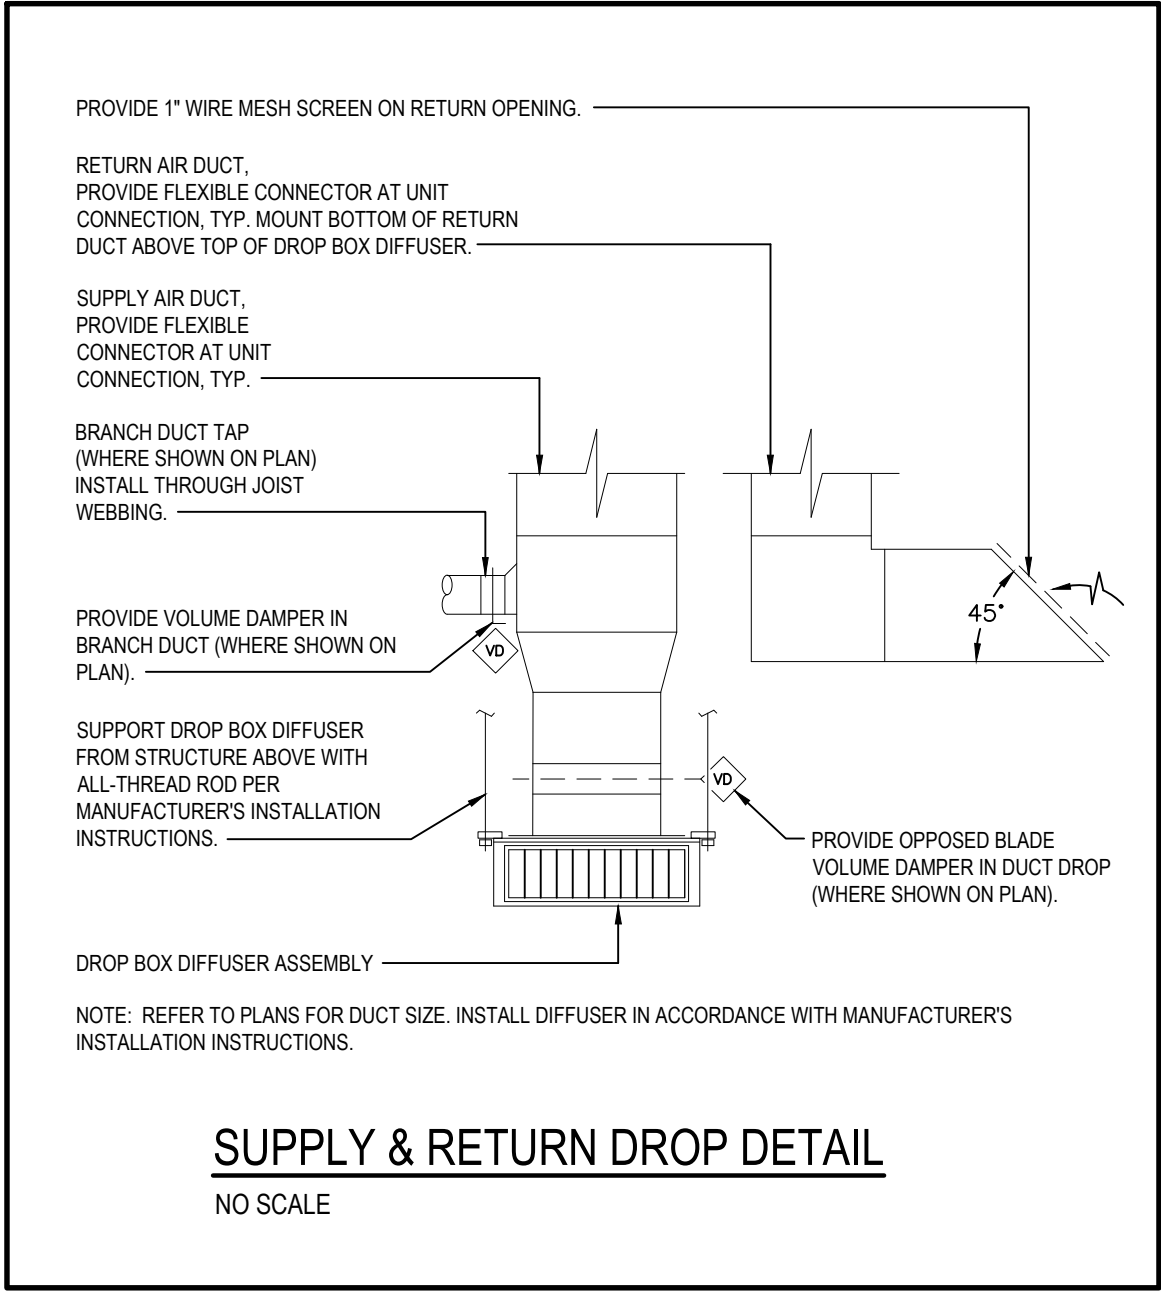 PROVIDE 1" WIRE MESH SCREEN ON RETURN OPENING.
RETURN AIR DUCT,
PROVIDE FLEXIBLE CONNECTOR AT UNIT
CONNECTION, TYP. MOUNT BOTTOM OF RETURN
DUCT ABOVE TOP OF DROP BOX DIFFUSER.
SUPPLY AIR DUCT,
PROVIDE FLEXIBLE
CONNECTOR AT UNIT
CONNECTION, TYP.
BRANCH DUCT TAP
(WHERE SHOWN ON PLAN)
INSTALL THROUGH JOIST
WEBBING.
45°
PROVIDE VOLUME DAMPER IN
BRANCH DUCT (WHERE SHOWN ON
PLAN).
VD
SUPPORT DROP BOX DIFFUSER
FROM STRUCTURE ABOVE WITH
ALL-THREAD ROD PER
MANUFACTURER'S INSTALLATION
INSTRUCTIONS.
VD
PROVIDE OPPOSED BLADE
VOLUME DAMPER IN DUCT DROP
(WHERE SHOWN ON PLAN).
DROP BOX DIFFUSER ASSEMBLY
NOTE: REFER TO PLANS FOR DUCT SIZE. INSTALL DIFFUSER IN ACCORDANCE WITH MANUFACTURER'S
INSTALLATION INSTRUCTIONS.
SUPPLY & RETURN DROP DETAIL
NO SCALE